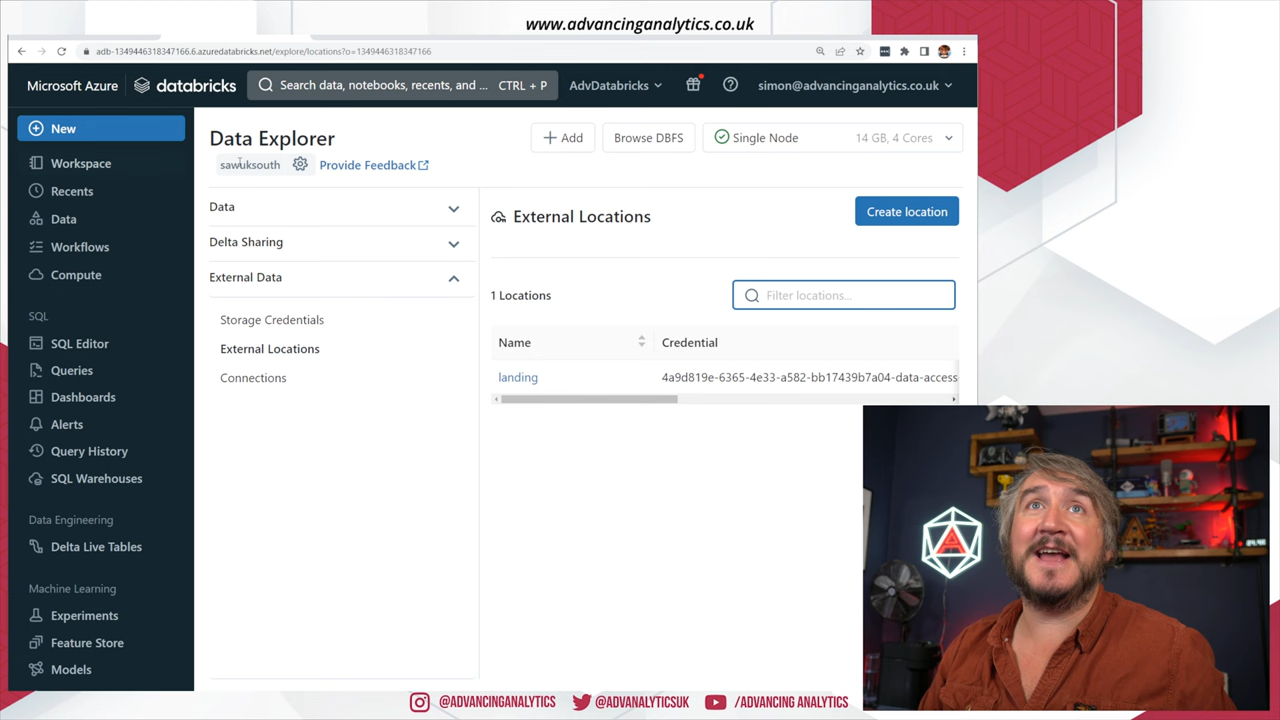 www.advancinganalytics.co.uk
adb-1349446318347166.6.azuredatabricks.net/explore/locations?o=1349446318347166
Microsoft Azure
databricks
Search data, notebooks, recents, and ...
CTRL + P
AdvDatabricks
simon@advancinganalytics.co.uk
New
Workspace
Recents
Data
Workflows
Compute
SQL
SQL Editor
Queries
Dashboards
Alerts
Query History
SQL Warehouses
Data Engineering
Delta Live Tables
Machine Learning
Experiments
Feature Store
Models
Data Explorer
sawuksouth
Provide Feedback
Add
Browse DBFS
Single Node
14 GB, 4 Cores
Data
Delta Sharing
External Data
Storage Credentials
External Locations
Connections
External Locations
Create location
1 Locations
Filter locations...
Name
Credential
landing
4a9d819e-6365-4e33-a582-bb17439b7a04-data-access
@ADVANCINGANALYTICS
@ADVANALYTICSUK
/ADVANCING ANALYTICS